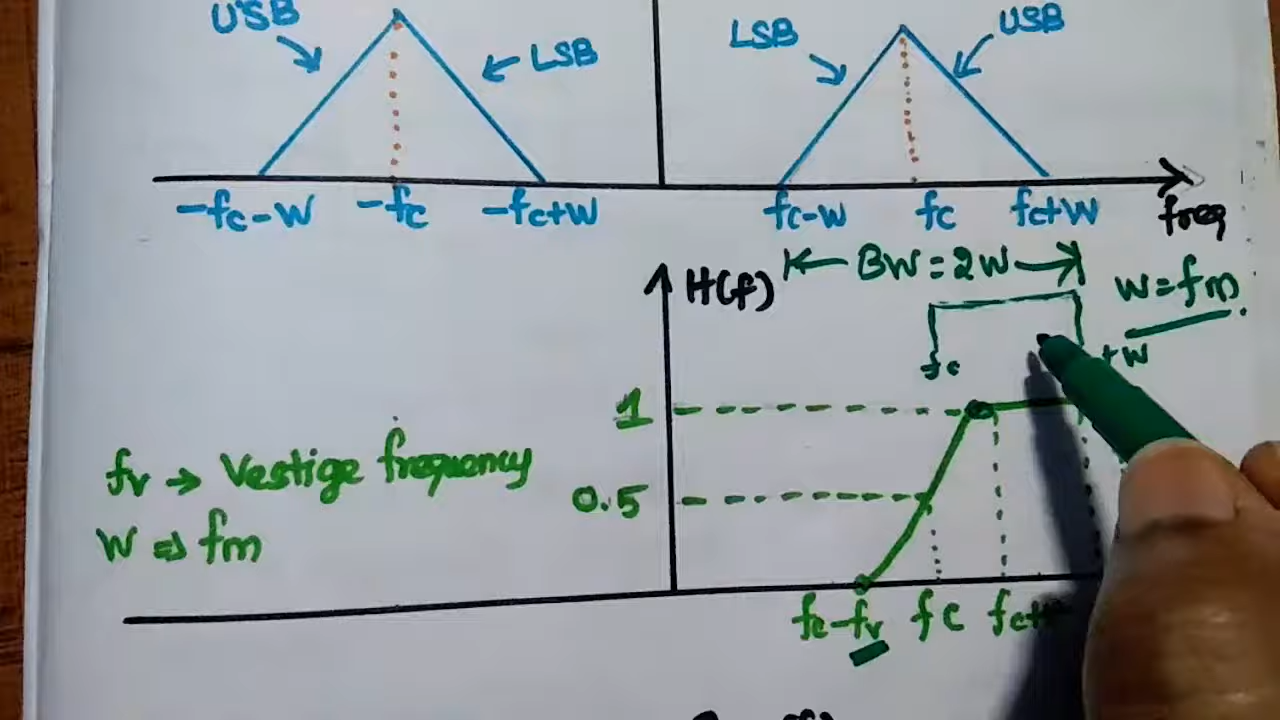 USB LSB LSB USB
-fc-W -fc -fc+W fc-W fc fc+W freq
H(f) BW=2W W=fm
fc +W
1
fv → Vestige frequency 0.5
W ⇒ fm
fc-fv fc